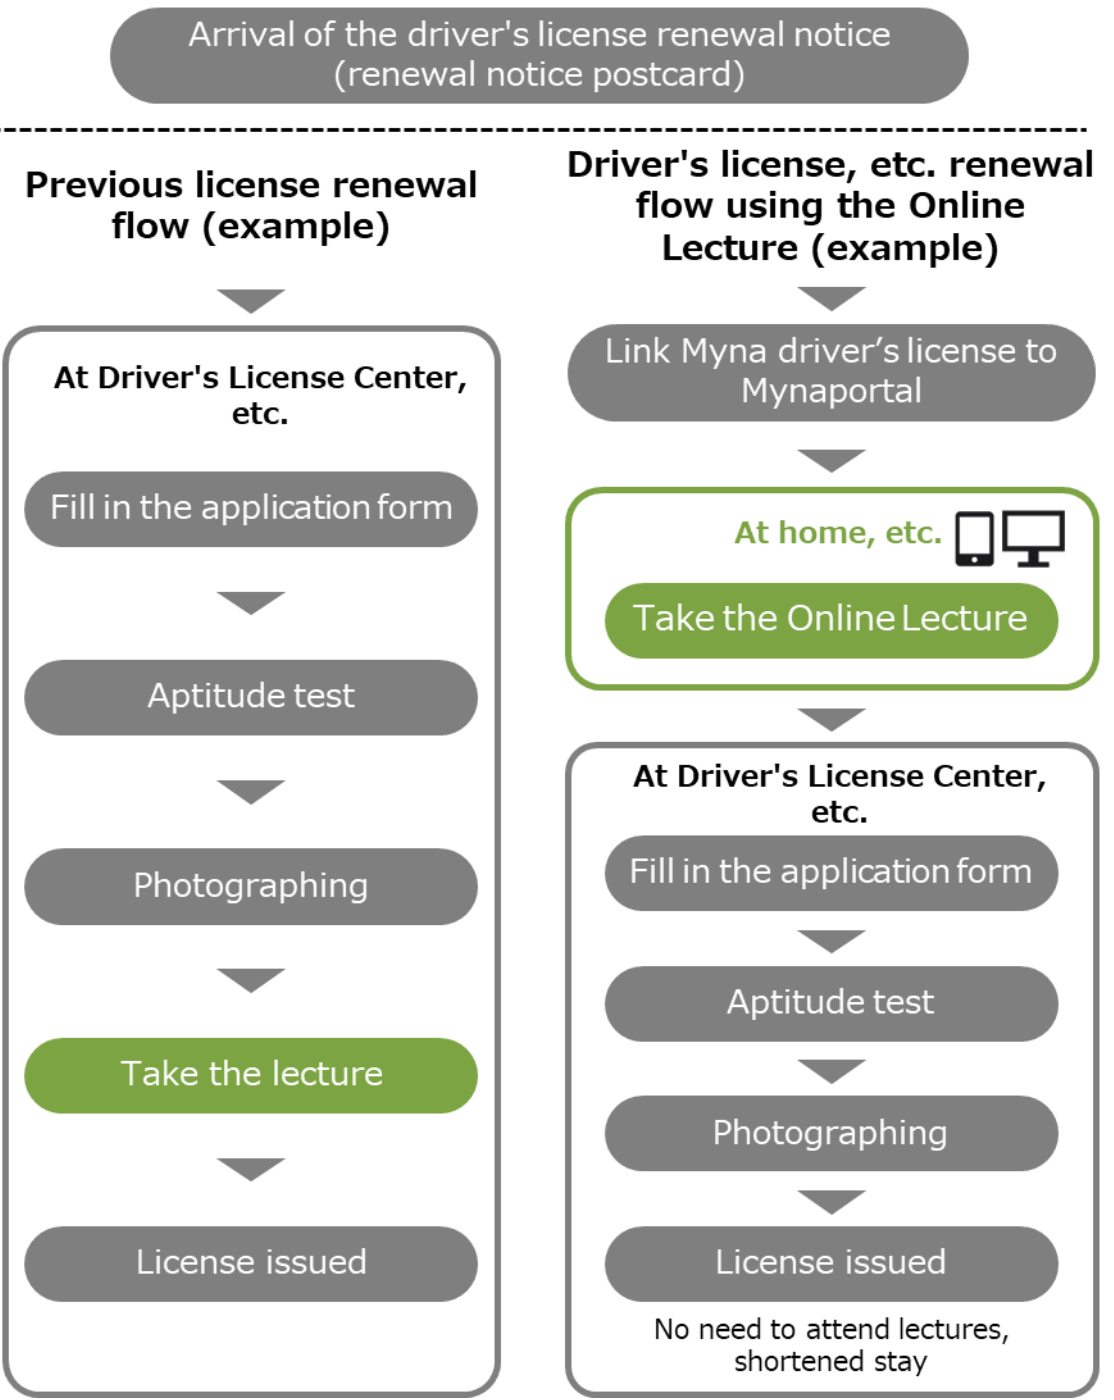 Arrival of the driver's license renewal notice
(renewal notice postcard)
Previous license renewal
flow (example)
At Driver's License Center,
etc.
Fill in the application form
Aptitude test
Photographing
Take the lecture
License issued
Driver's license, etc. renewal
flow using the Online
Lecture (example)
Link Myna driver’s license to
Mynaportal
At home, etc.
Take the Online Lecture
At Driver's License Center,
etc.
Fill in the application form
Aptitude test
Photographing
License issued
No need to attend lectures,
shortened stay